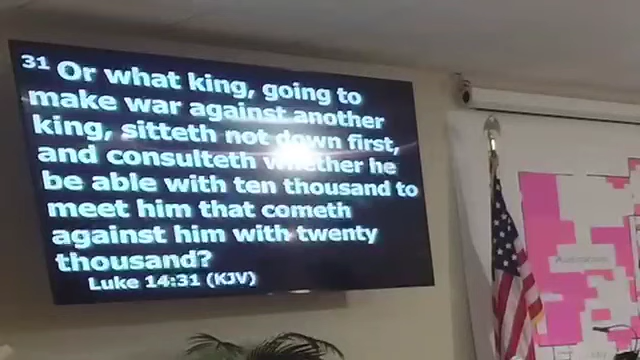 31 Or what king, going to
make war against another
king, sitteth not down first,
and consulteth whether he
be able with ten thousand to
meet him that cometh
against him with twenty
thousand?
Luke 14:31 (KJV)